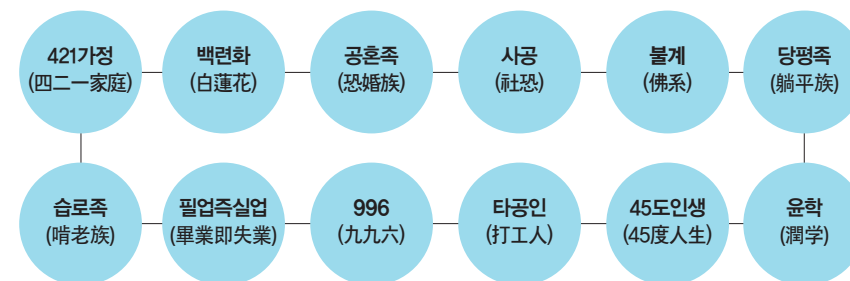 421가정
(四二一家庭)
백련화
(白蓮花)
공혼족
(恐婚族)
사공
(社恐)
불계
(佛系)
당평족
(躺平族)
습로족
(啃老族)
필업즉실업
(畢業即失業)
996
(九九六)
타공인
(打工人)
45도인생
(45度人生)
윤학
(潤学)